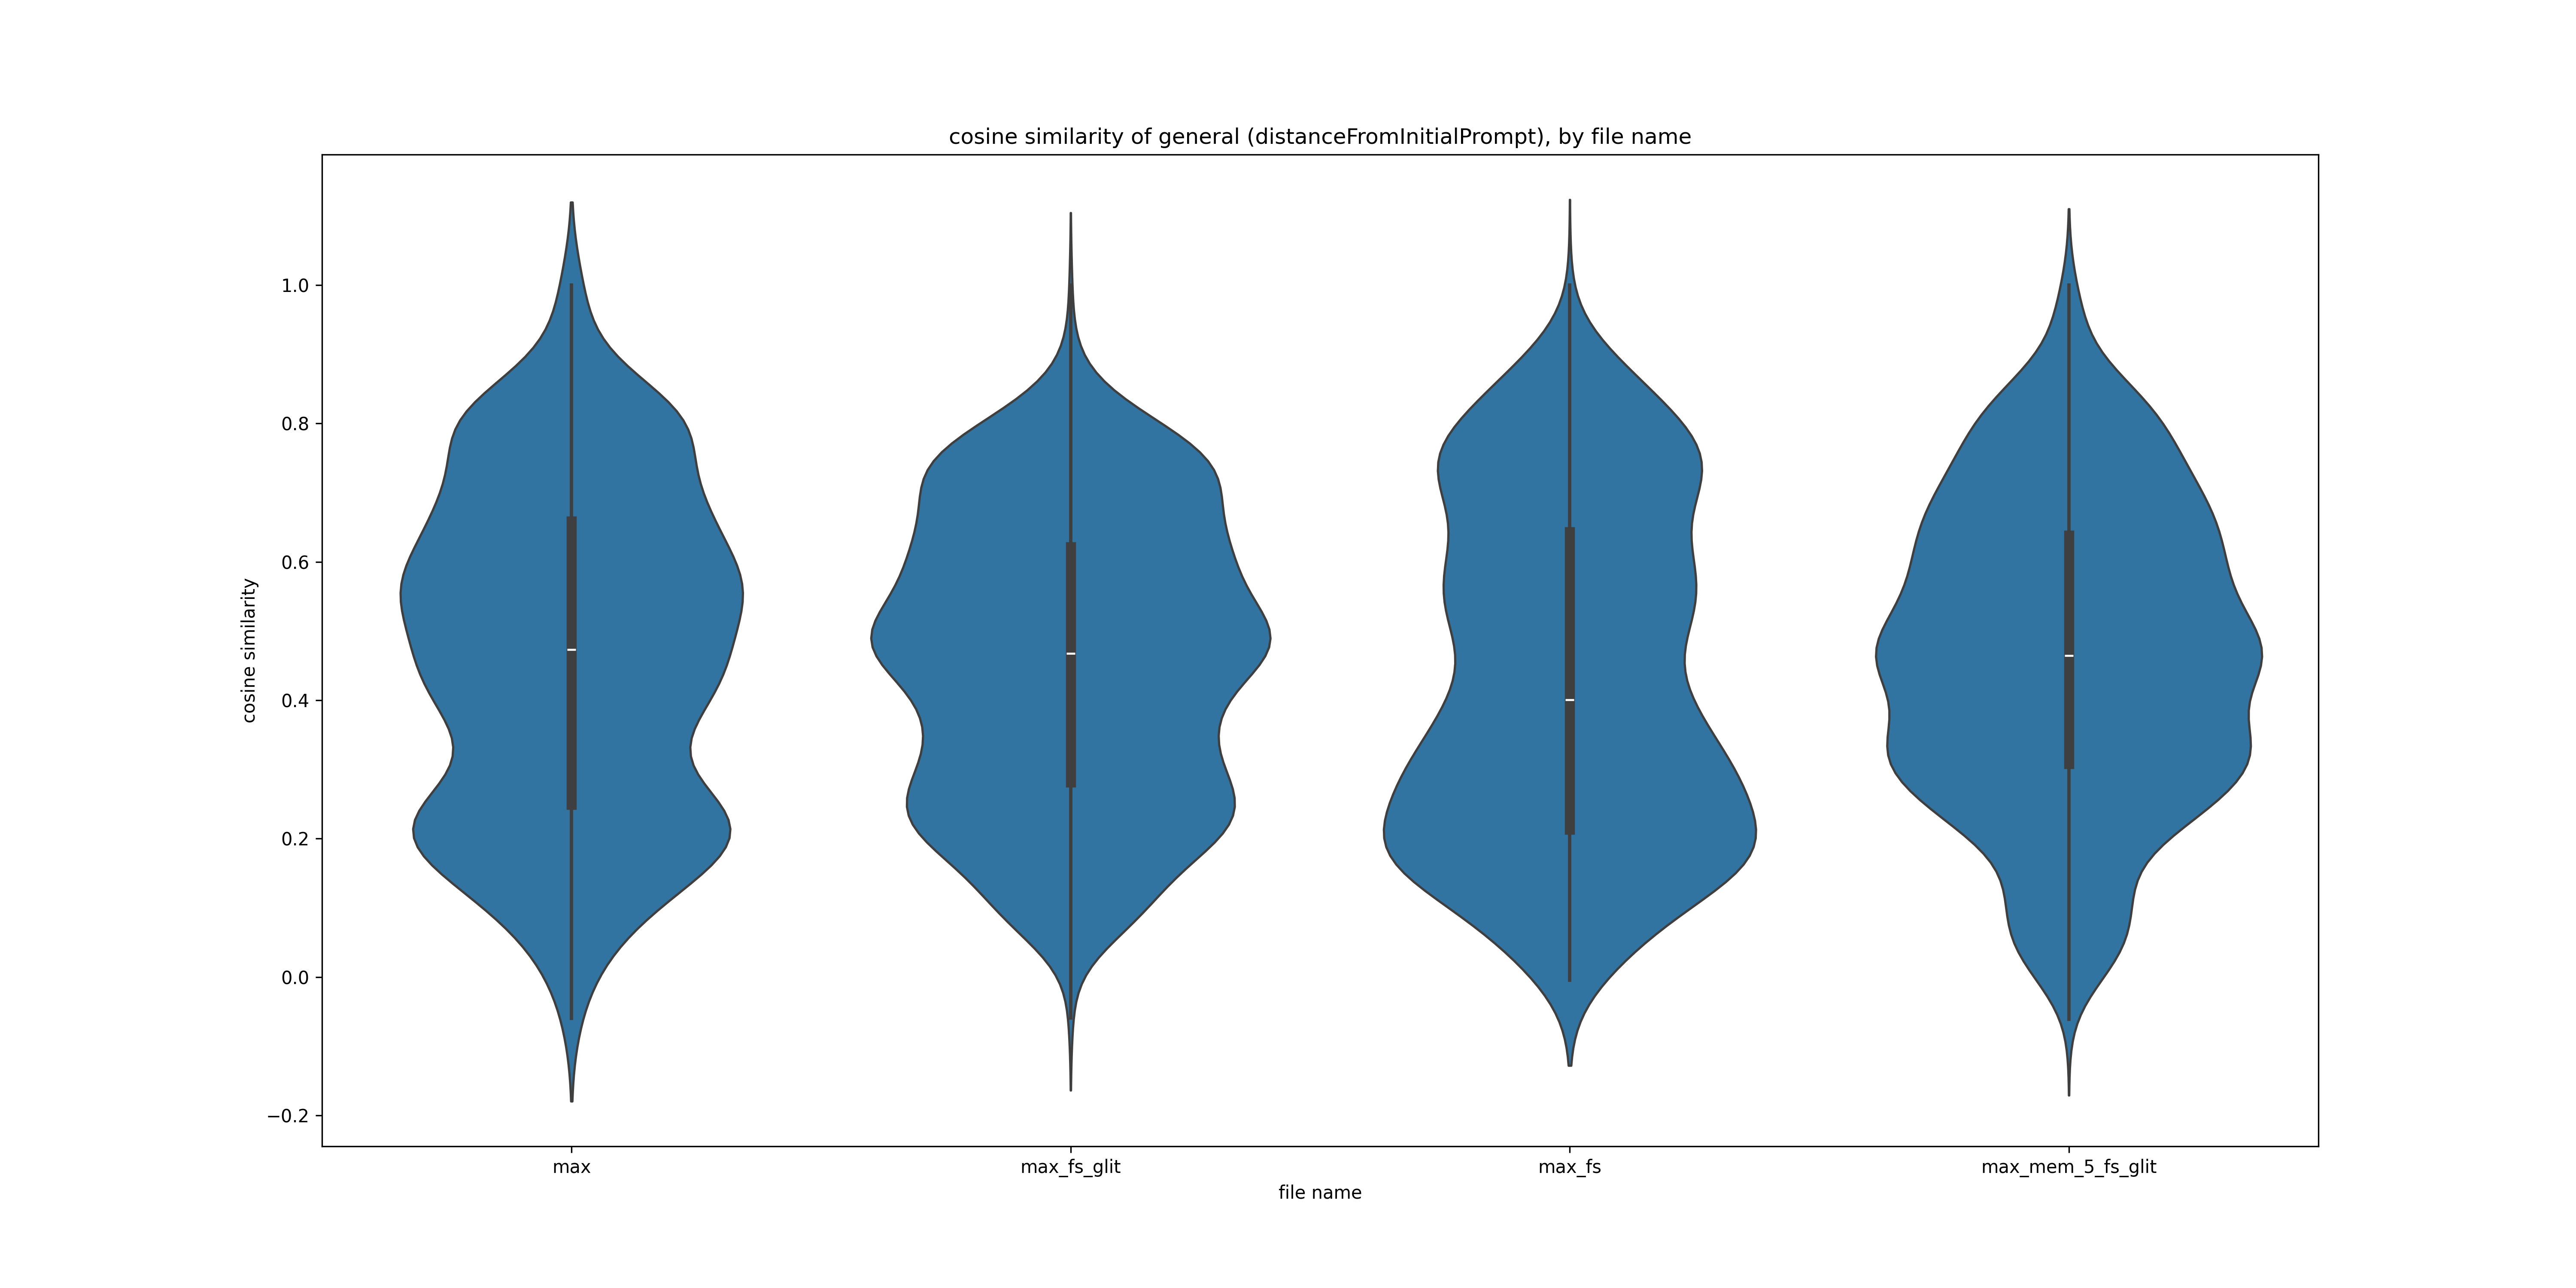 cosine similarity of general (distanceFromInitialPrompt), by file name
cosine similarity
1.0
0.8
0.6
0.4
0.2
0.0
−0.2
max
max_fs_glit
max_fs
max_mem_5_fs_glit
file name